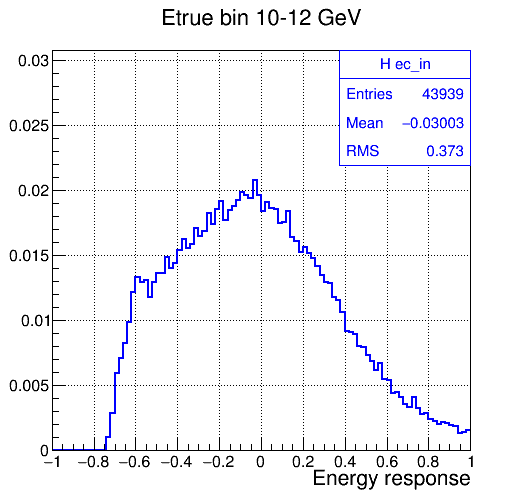 Etrue bin 10-12 GeV
H ec_in
Entries 43939
Mean −0.03003
RMS 0.373
0.03
0.025
0.02
0.015
0.01
0.005
0
−1 −0.8 −0.6 −0.4 −0.2 0 0.2 0.4 0.6 0.8 1
Energy response